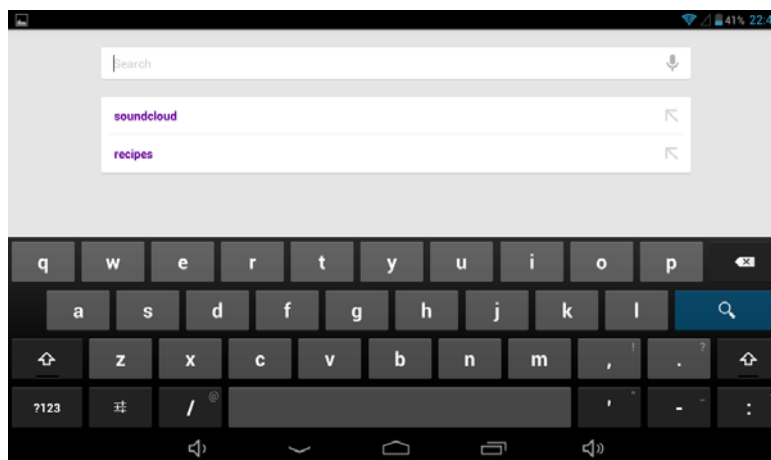 41% 22:4
Search
soundcloud
recipes
q w e r t y u i o p
a s d f g h j k l
! ?
z x c v b n m , .
@ " _
?123 / ' - :